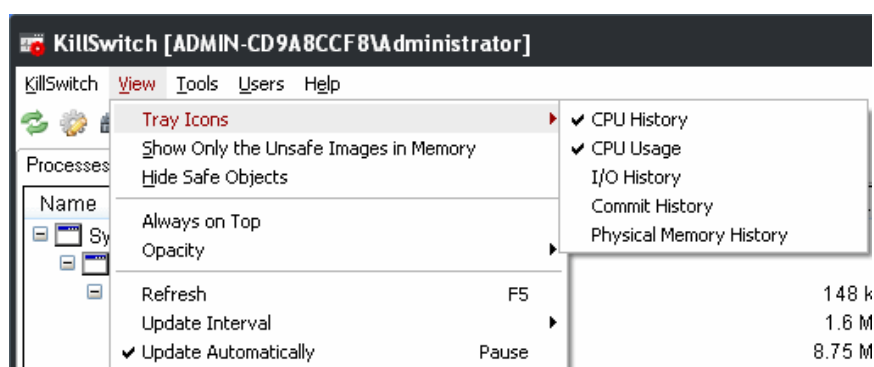 KillSwitch [ADMIN-CD9A8CCF8\Administrator]
KillSwitch View Tools Users Help
Tray Icons
Show Only the Unsafe Images in Memory
Hide Safe Objects
Always on Top
Opacity
Refresh F5
Update Interval
Update Automatically Pause
CPU History
CPU Usage
I/O History
Commit History
Physical Memory History
Processes
Name
Sy
148 k
1.6 M
8.75 M